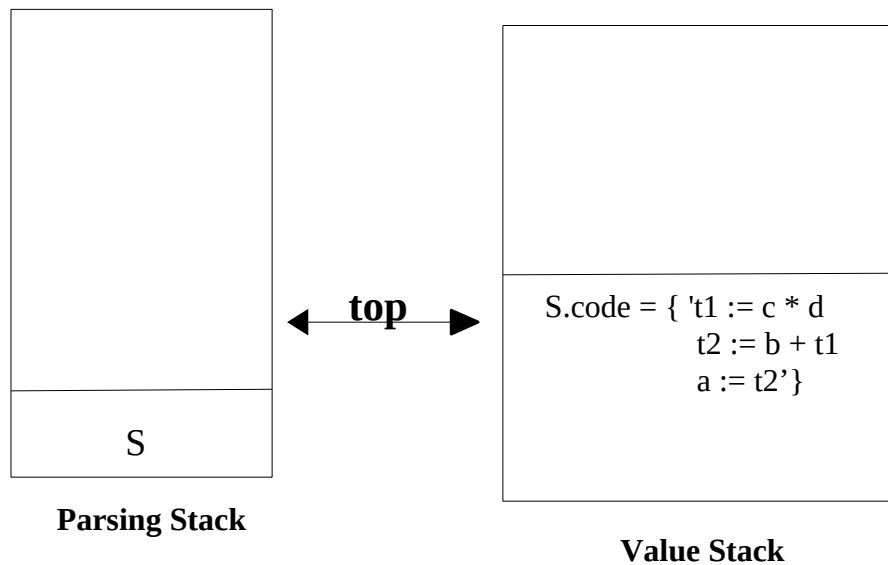 top
S.code = { 't1 := c * d
t2 := b + t1
a := t2’}
S
Parsing Stack
Value Stack